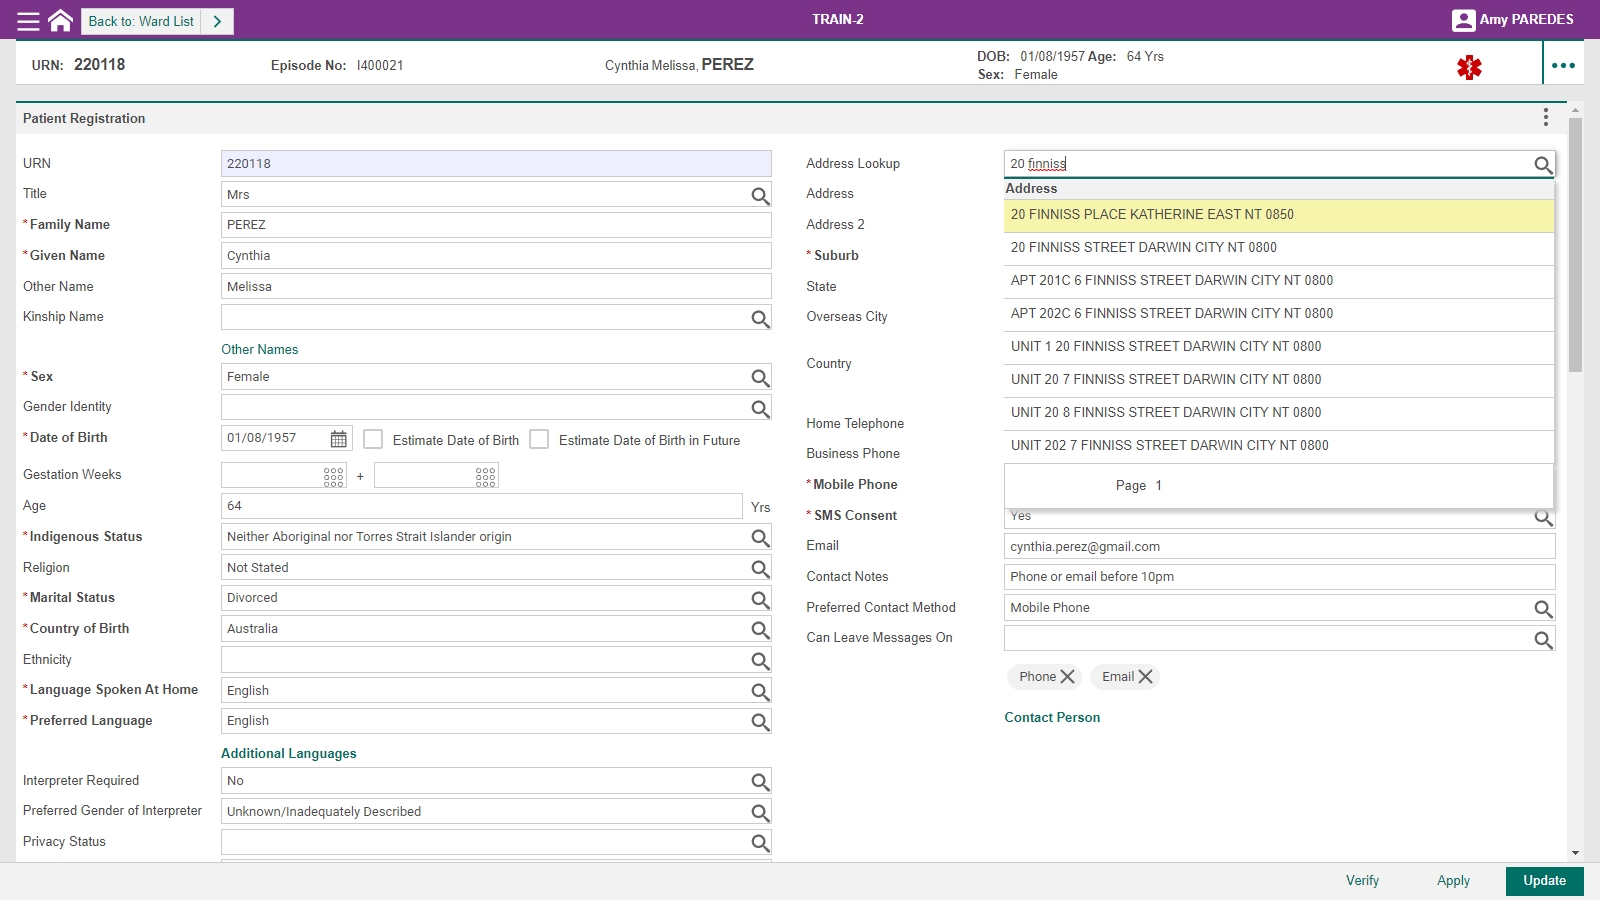 Back to: Ward List
TRAIN-2
Amy PAREDES
URN: 220118
Episode No: I400021
Cynthia Melissa, PEREZ
DOB: 01/08/1957 Age: 64 Yrs
Sex: Female
Patient Registration
URN 220118
Title Mrs
* Family Name PEREZ
* Given Name Cynthia
Other Name Melissa
Kinship Name
Other Names
* Sex Female
Gender Identity
* Date of Birth 01/08/1957 Estimate Date of Birth Estimate Date of Birth in Future
Gestation Weeks +
Age 64 Yrs
* Indigenous Status Neither Aboriginal nor Torres Strait Islander origin
Religion Not Stated
* Marital Status Divorced
* Country of Birth Australia
Ethnicity
* Language Spoken At Home English
* Preferred Language English
Additional Languages
Interpreter Required No
Preferred Gender of Interpreter Unknown/Inadequately Described
Privacy Status
Address Lookup 20 finniss
Address
Address 2
* Suburb
State
Overseas City
Country
Home Telephone
Business Phone
* Mobile Phone
Address
20 FINNISS PLACE KATHERINE EAST NT 0850
20 FINNISS STREET DARWIN CITY NT 0800
APT 201C 6 FINNISS STREET DARWIN CITY NT 0800
APT 202C 6 FINNISS STREET DARWIN CITY NT 0800
UNIT 1 20 FINNISS STREET DARWIN CITY NT 0800
UNIT 20 7 FINNISS STREET DARWIN CITY NT 0800
UNIT 20 8 FINNISS STREET DARWIN CITY NT 0800
UNIT 202 7 FINNISS STREET DARWIN CITY NT 0800
Page 1
* SMS Consent Yes
Email cynthia.perez@gmail.com
Contact Notes Phone or email before 10pm
Preferred Contact Method Mobile Phone
Can Leave Messages On
Phone Email
Contact Person
Verify Apply Update